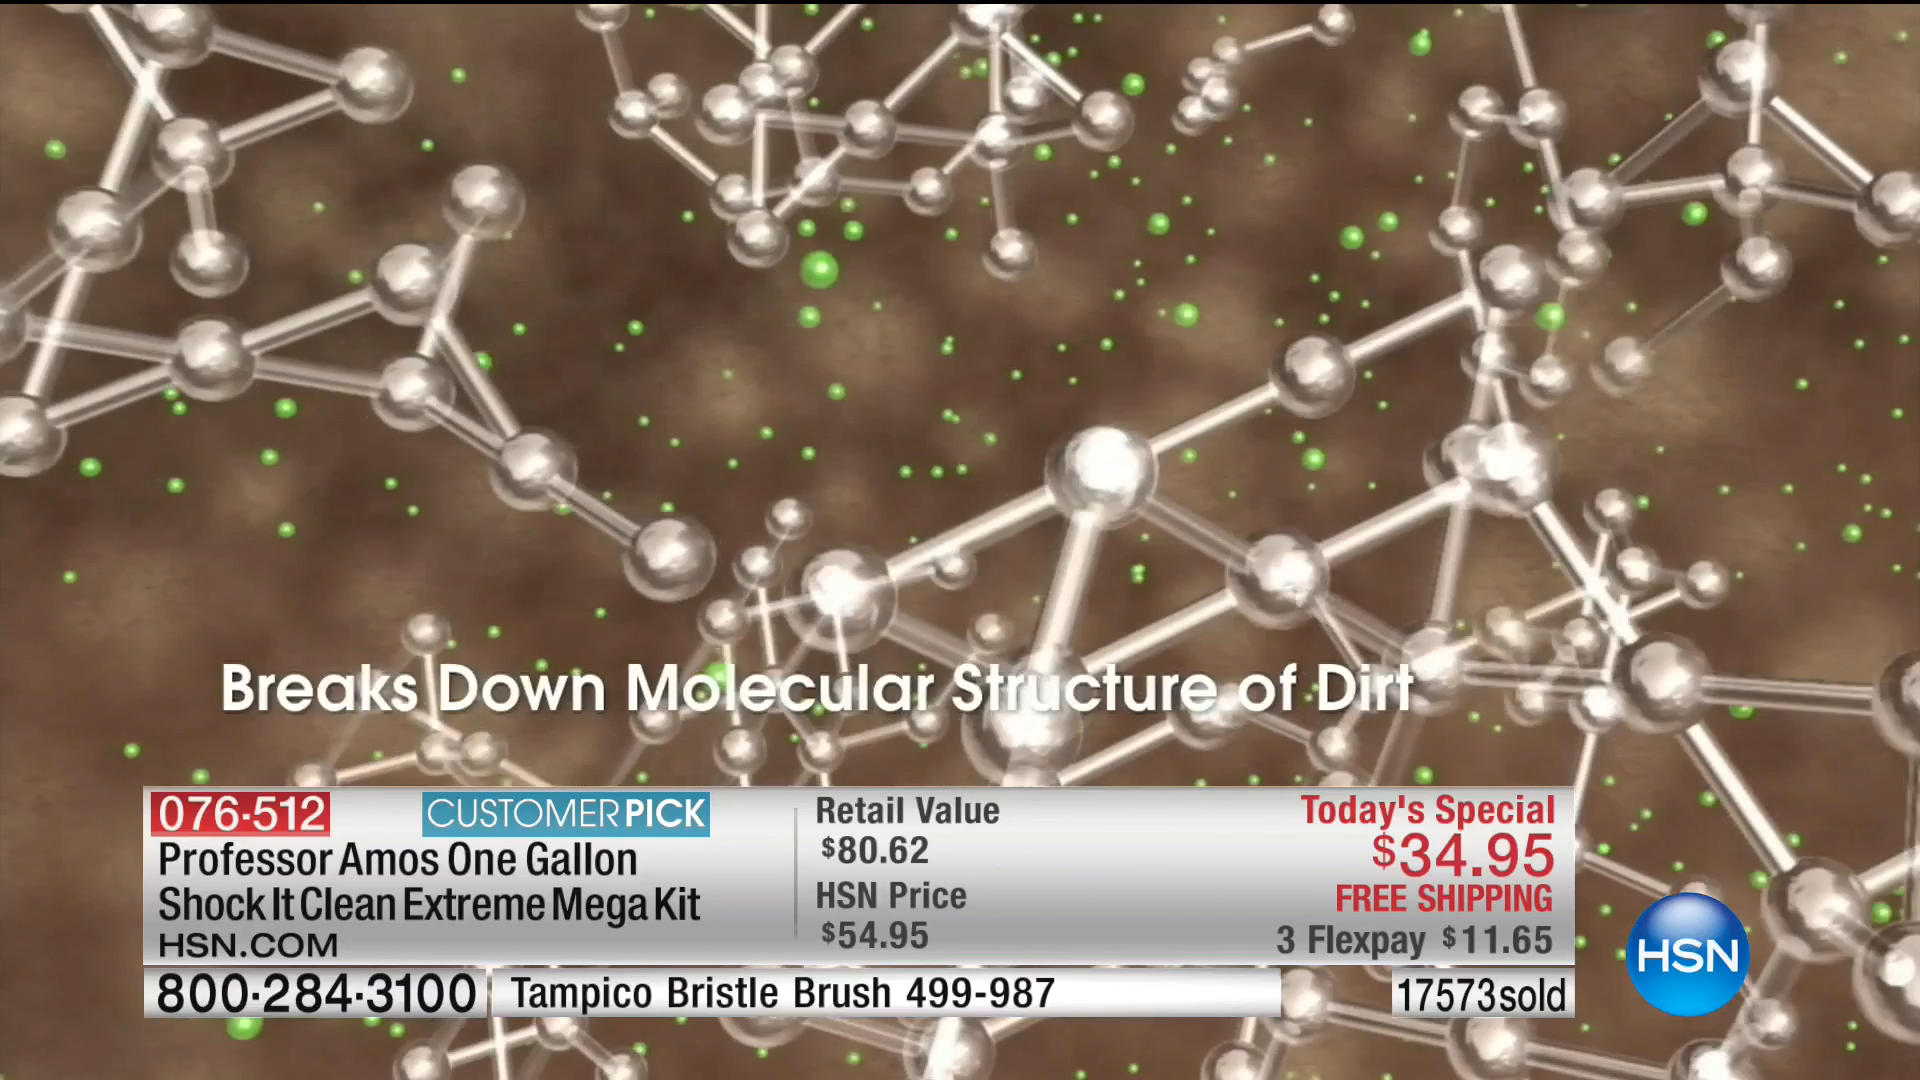 Breaks Down Molecular Structure of Dirt
076-512
CUSTOMERPICK
Professor Amos One Gallon
Shock It Clean Extreme Mega Kit
HSN.COM
Retail Value
$80.62
HSN Price
$54.95
Today's Special
$34.95
FREE SHIPPING
3 Flexpay $11.65
HSN
800·284·3100
Tampico Bristle Brush 499-987
17573sold